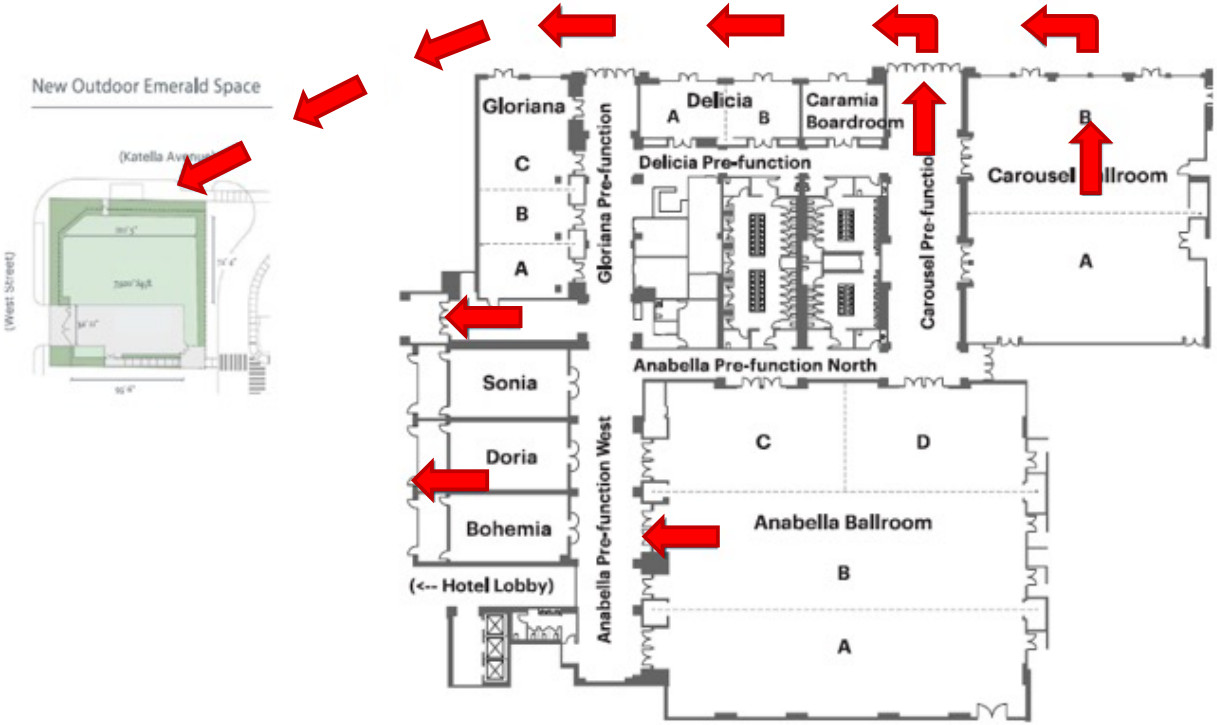 New Outdoor Emerald Space
(Katella Avenue)
(West Street)
Gloriana
C
B
A
Gloriana Pre-function
Delicia
A
B
Caramia
Boardroom
Delicia Pre-function
Carousel Pre-function
B
Carousel
A
Anabella Pre-function North
Sonia
Doria
Bohemia
(<-- Hotel Lobby)
Anabella Pre-function West
C
D
Anabella Ballroom
B
A